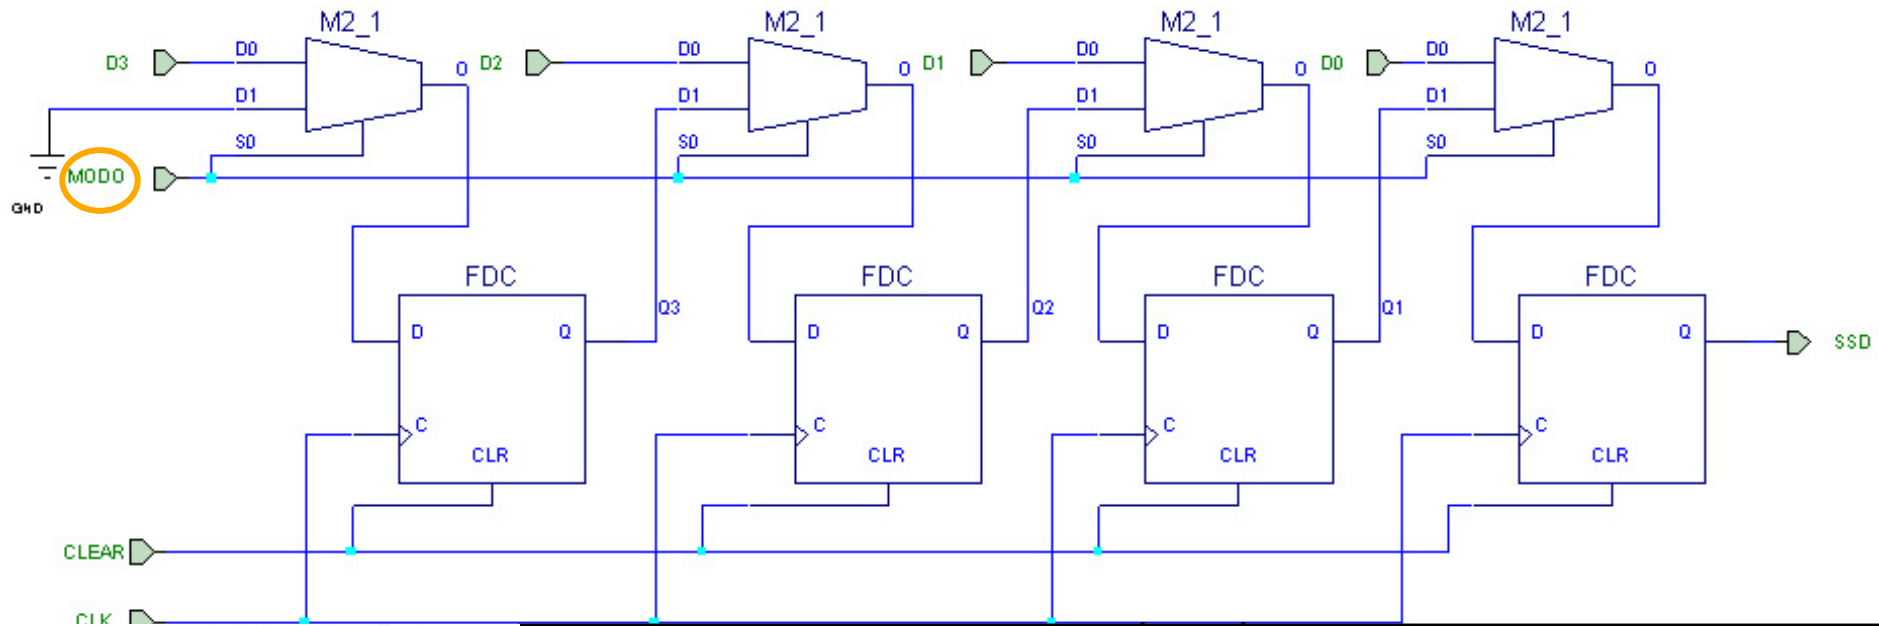 M2_1 M2_1 M2_1 M2_1
D3 D0 O D2 D0 O D1 D0 O D0 D0 O
D1 D1 D1 D1
S0 S0 S0 S0
MODO
GND
FDC FDC FDC FDC
Q3 Q2 Q1
D Q D Q D Q D Q SSD
C C C C
CLR CLR CLR CLR
CLEAR
CLK